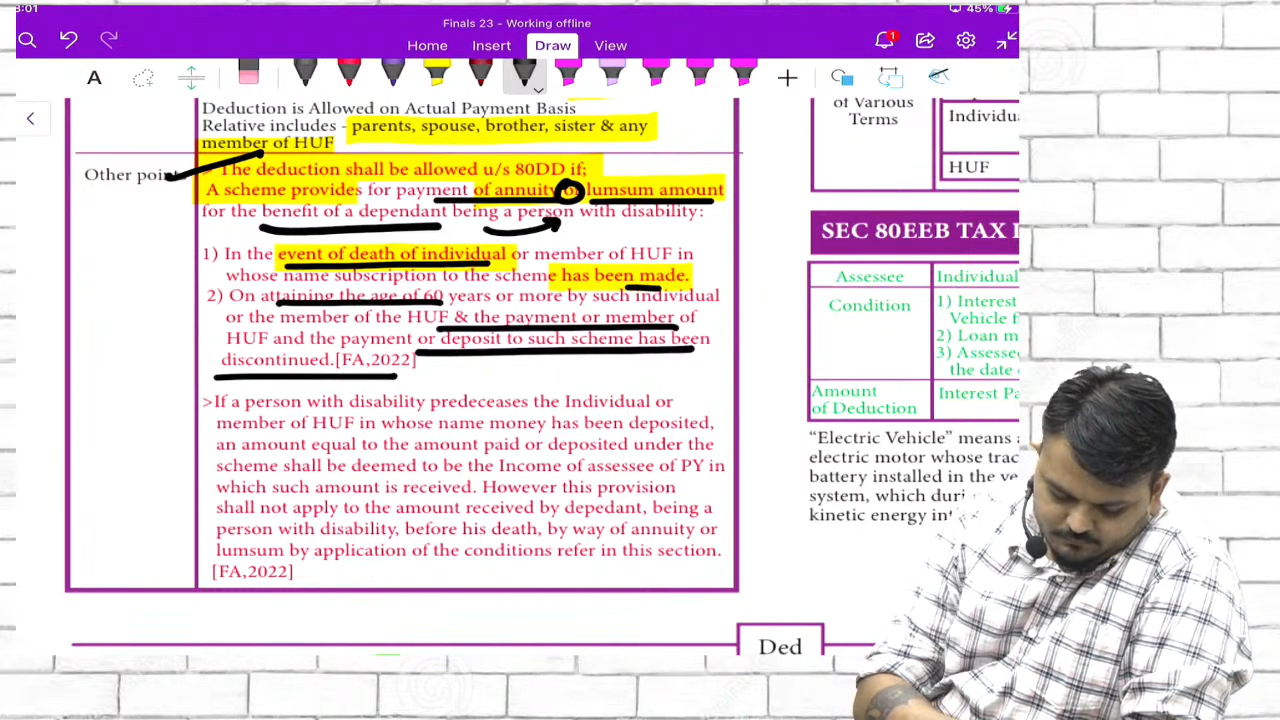 3:01
45%
Finals 23 - Working offline
Home Insert Draw View
1
A
Deduction is Allowed on Actual Payment Basis
Relative includes - parents, spouse, brother, sister & any
member of HUF
Other points
> The deduction shall be allowed u/s 80DD if;
A scheme provides for payment of annuity or lumsum amount
for the benefit of a dependant being a person with disability:
1) In the event of death of individual or member of HUF in
whose name subscription to the scheme has been made.
2) On attaining the age of 60 years or more by such individual
or the member of the HUF & the payment or member of
HUF and the payment or deposit to such scheme has been
discontinued.[FA,2022]
>If a person with disability predeceases the Individual or
member of HUF in whose name money has been deposited,
an amount equal to the amount paid or deposited under the
scheme shall be deemed to be the Income of assessee of PY in
which such amount is received. However this provision
shall not apply to the amount received by depedant, being a
person with disability, before his death, by way of annuity or
lumsum by application of the conditions refer in this section.
[FA,2022]
Ded
of Various
Terms
Individu
HUF
SEC 80EEB TAX
Assessee
Individual
Condition
1) Interest
Vehicle f
2) Loan m
3) Assesse
the date
Amount
of Deduction
Interest Pa
“Electric Vehicle” means a
electric motor whose trac
battery installed in the ve
system, which duri
kinetic energy int